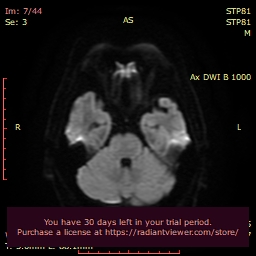 Im: 7/44
Se: 3
AS
STP81
STP81
M
Ax DWI B 1000
R
L
You have 30 days left in your trial period.
Purchase a license at https://radiantviewer.com/store/